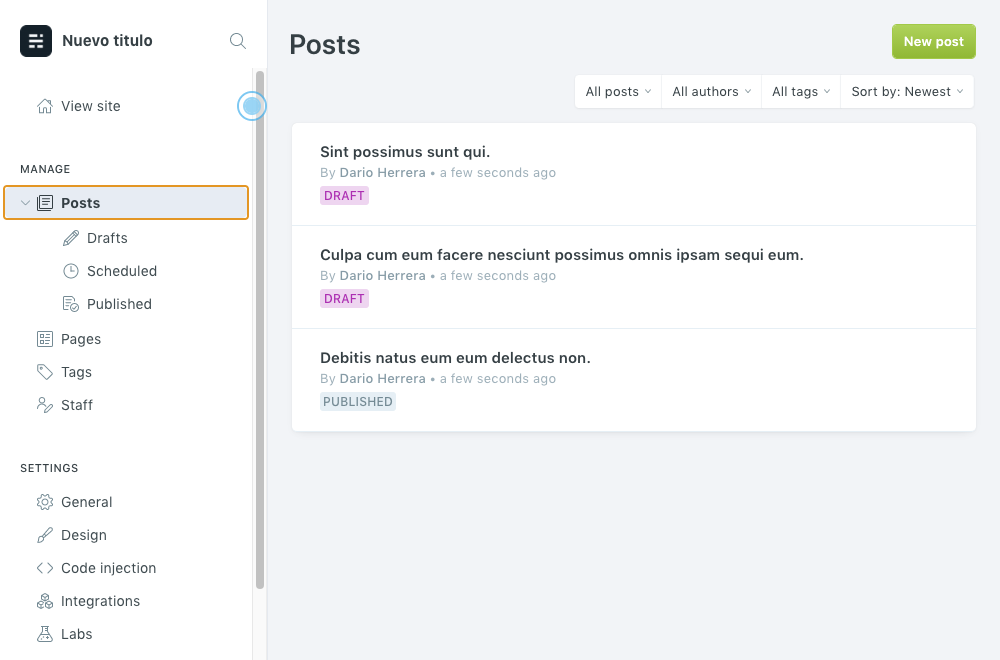 Nuevo titulo
View site
MANAGE
Posts
Drafts
Scheduled
Published
Pages
Tags
Staff
SETTINGS
General
Design
Code injection
Integrations
Labs
Posts
New post
All posts All authors All tags Sort by: Newest
Sint possimus sunt qui.
By Dario Herrera • a few seconds ago
DRAFT
Culpa cum eum facere nesciunt possimus omnis ipsam sequi eum.
By Dario Herrera • a few seconds ago
DRAFT
Debitis natus eum eum delectus non.
By Dario Herrera • a few seconds ago
PUBLISHED